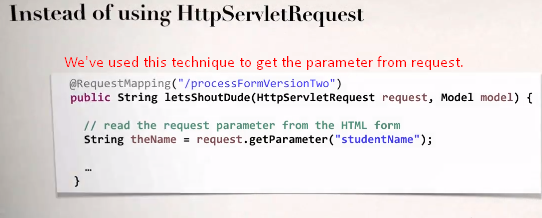 Instead of using HttpServletRequest
We've used this technique to get the parameter from request.
@RequestMapping("/processFormVersionTwo")
public String letsShoutDude(HttpServletRequest request, Model model) {
// read the request parameter from the HTML form
String theName = request.getParameter("studentName");
…
}